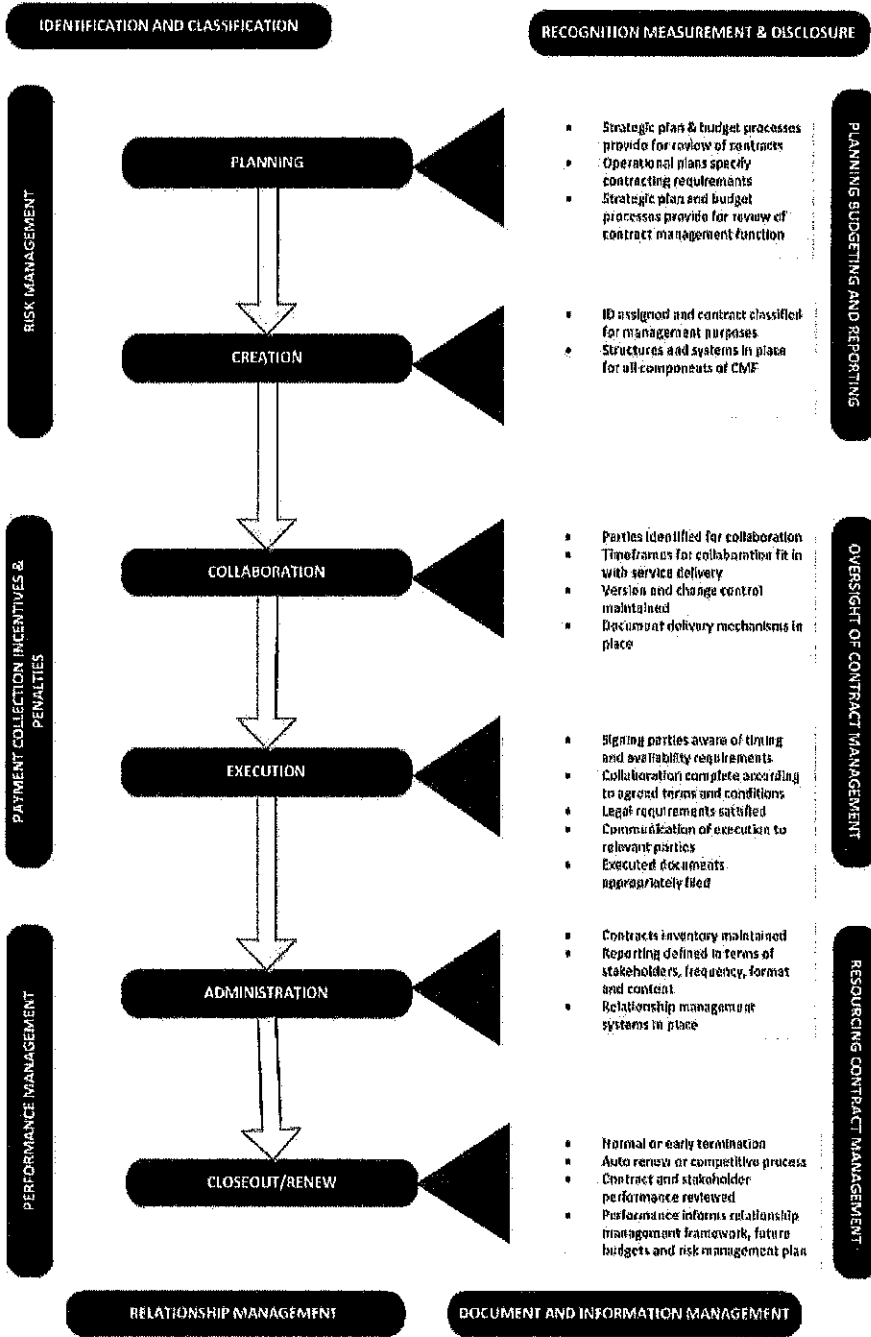 IDENTIFICATION AND CLASSIFICATION
RECOGNITION MEASUREMENT & DISCLOSURE
RISK MANAGEMENT
PLANNING
• Strategic plan & budget processes
provide for review of contracts
• Operational plans specify
contracting requirements
• Strategic plan and budget
processes provide for review of
contract management function
PLANNING BUDGETING AND REPORTING
CREATION
• ID assigned and contract classified
for management purposes
• Structures and systems in place
for all components of CMF
PAYMENT COLLECTION INCENTIVES &
PENALTIES
COLLABORATION
• Parties identified for collaboration
• Timeframes for collaboration fit in
with service delivery
• Version and change control
maintained
• Document delivery mechanisms in
place
OVERSIGHT OF CONTRACT MANAGEMENT
EXECUTION
• Signing parties aware of timing
and availability requirements
• Collaboration complete according
to agreed terms and conditions
• Legal requirements satisfied
• Communication of execution to
relevant parties
• Executed documents
appropriately filed
PERFORMANCE MANAGEMENT
ADMINISTRATION
• Contracts inventory maintained
• Reporting defined in terms of
stakeholders, frequency, format
and content
• Relationship management
systems in place
RESOURCING CONTRACT MANAGEMENT
CLOSEOUT/RENEW
• Normal or early termination
• Auto renew or competitive process
• Contract and stakeholder
performance reviewed
• Performance informs relationship
management framework, future
budgets and risk management plan
RELATIONSHIP MANAGEMENT
DOCUMENT AND INFORMATION MANAGEMENT